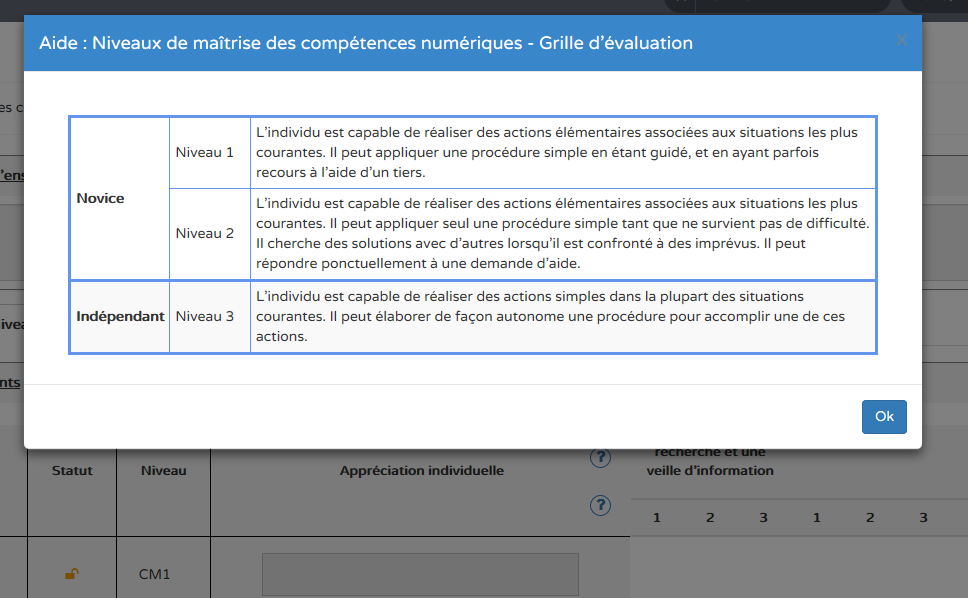 Aide : Niveaux de maîtrise des compétences numériques - Grille d'évaluation
×
es c
'ens
Novice
Niveau 1
L'individu est capable de réaliser des actions élémentaires associées aux situations les plus
courantes. Il peut appliquer une procédure simple en étant guidé, et en ayant parfois
recours à l'aide d'un tiers.
Niveau 2
L'individu est capable de réaliser des actions élémentaires associées aux situations les plus
courantes. Il peut appliquer seul une procédure simple tant que ne survient pas de difficulté.
Il cherche des solutions avec d'autres lorsqu'il est confronté à des imprévus. Il peut
répondre ponctuellement à une demande d'aide.
Indépendant
Niveau 3
L'individu est capable de réaliser des actions simples dans la plupart des situations
courantes. Il peut élaborer de façon autonome une procédure pour accomplir une de ces
actions.
ivea
nts
Ok
Statut
Niveau
Appréciation individuelle
?
?
recherche et une
veille d'information
1 2 3 1 2 3
CM1